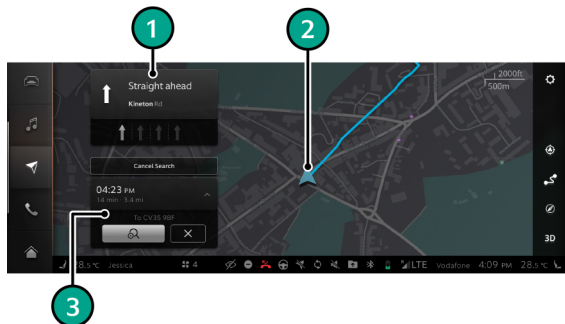 1
2
Straight ahead
Kineton Rd
2000ft
500m
Cancel Search
04:23 PM
14 min · 3.4 mi
To CV35 9BF
3D
28.5°C Jessica 4 LTE Vodafone 4:09 PM 28.5°C
3